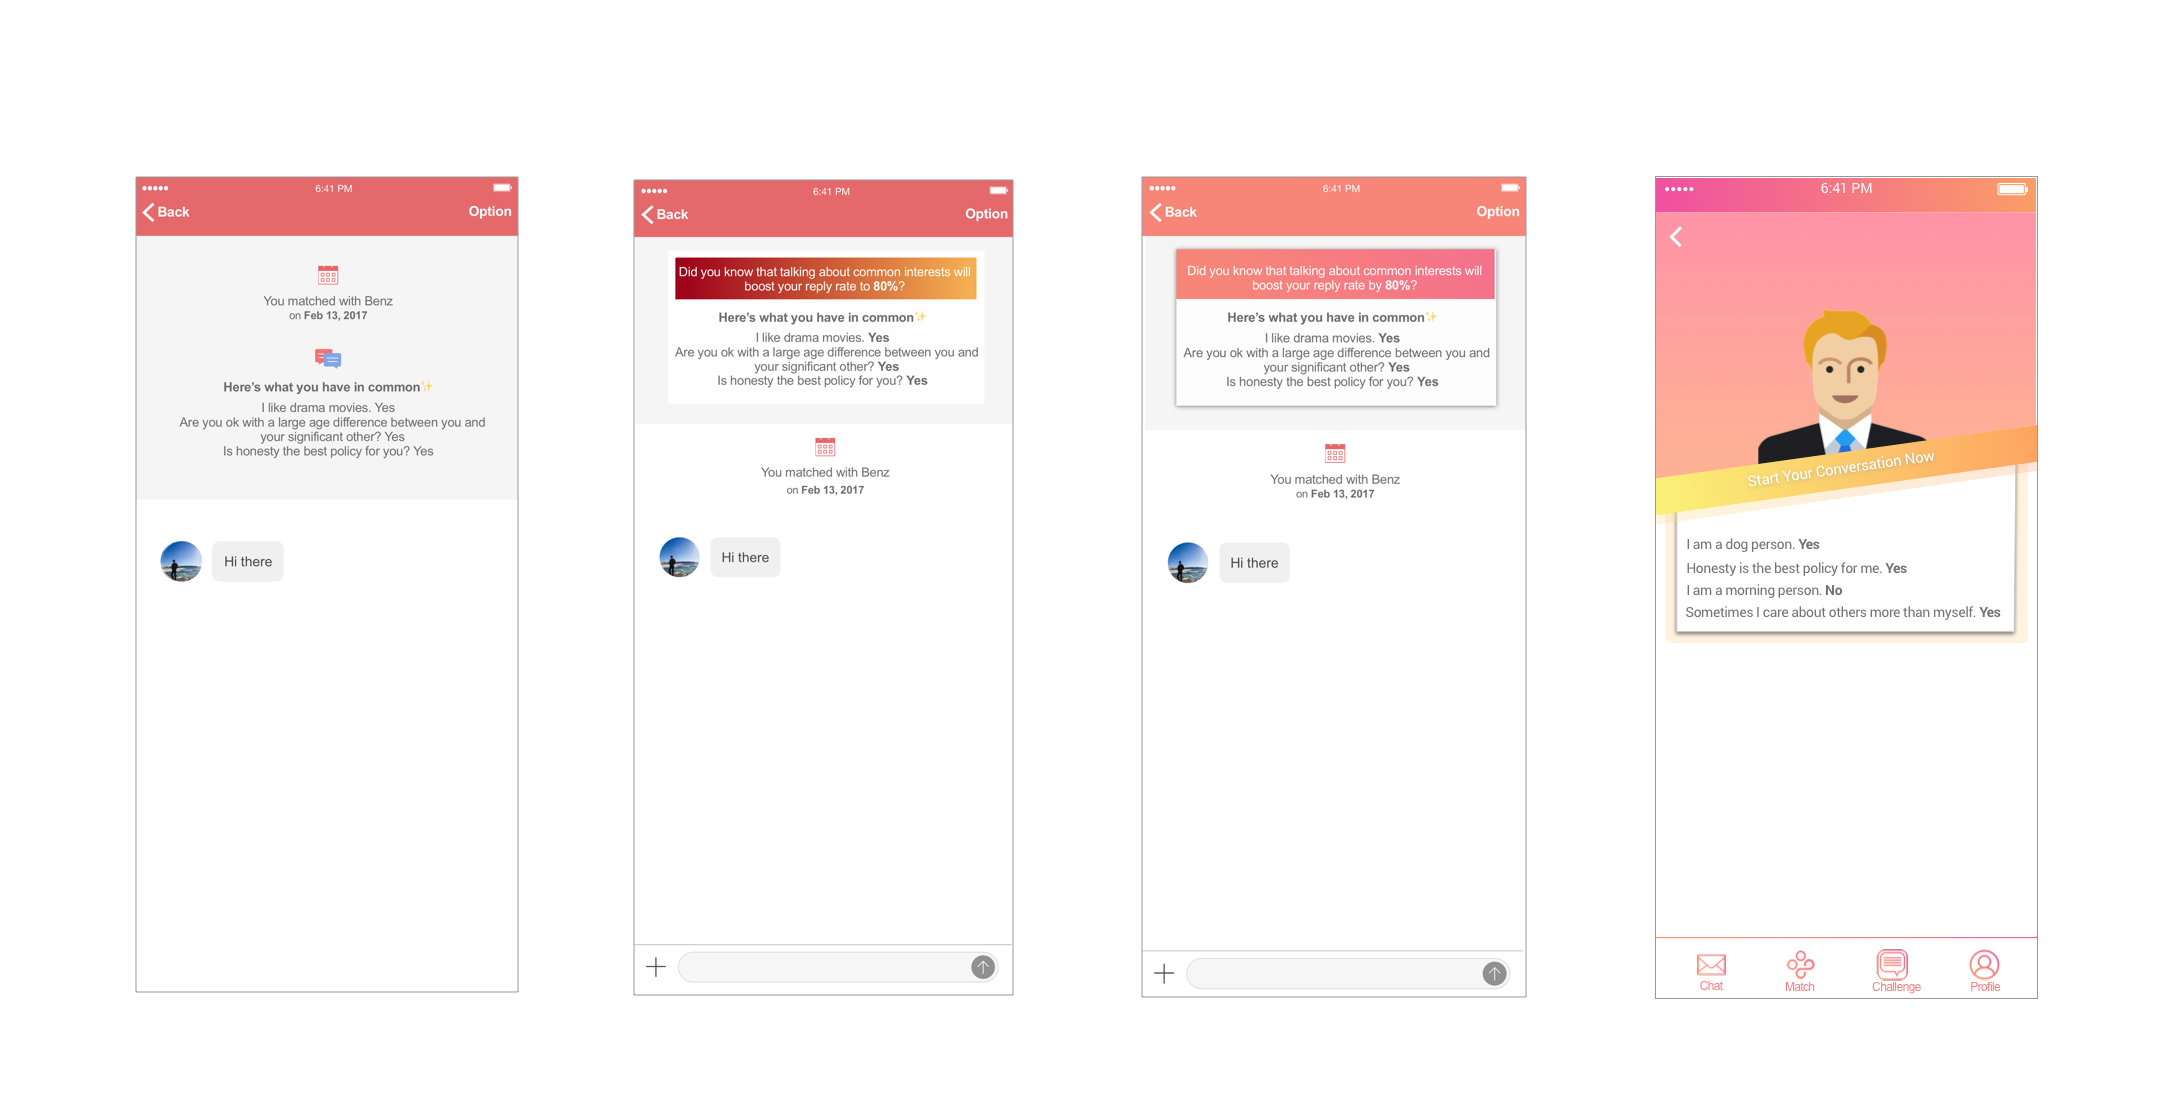 6:41 PM
Back
Option
You matched with Benz
on Feb 13, 2017
Here's what you have in common✨
I like drama movies. Yes
Are you ok with a large age difference between you and
your significant other? Yes
Is honesty the best policy for you? Yes
Hi there
6:41 PM
Back
Option
Did you know that talking about common interests will
boost your reply rate to 80%?
Here's what you have in common✨
I like drama movies. Yes
Are you ok with a large age difference between you and
your significant other? Yes
Is honesty the best policy for you? Yes
You matched with Benz
on Feb 13, 2017
Hi there
6:41 PM
Back
Option
Did you know that talking about common interests will
boost your reply rate by 80%?
Here's what you have in common✨
I like drama movies. Yes
Are you ok with a large age difference between you and
your significant other? Yes
Is honesty the best policy for you? Yes
You matched with Benz
on Feb 13, 2017
Hi there
6:41 PM
Start Your Conversation Now
I am a dog person. Yes
Honesty is the best policy for me. Yes
I am a morning person. No
Sometimes I care about others more than myself. Yes
Chat
Match
Challenge
Profile